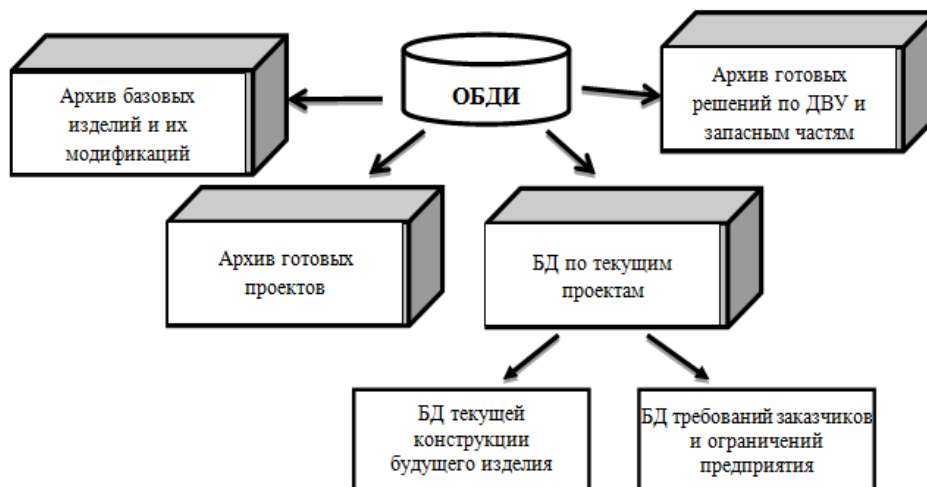 ОБДИ
Архив базовых
изделий и их
модификаций
Архив готовых
решений по ДВУ и
запасным частям
Архив готовых
проектов
БД по текущим
проектам
БД текущей
конструкции
будущего изделия
БД требований заказчиков
и ограничений
предприятия